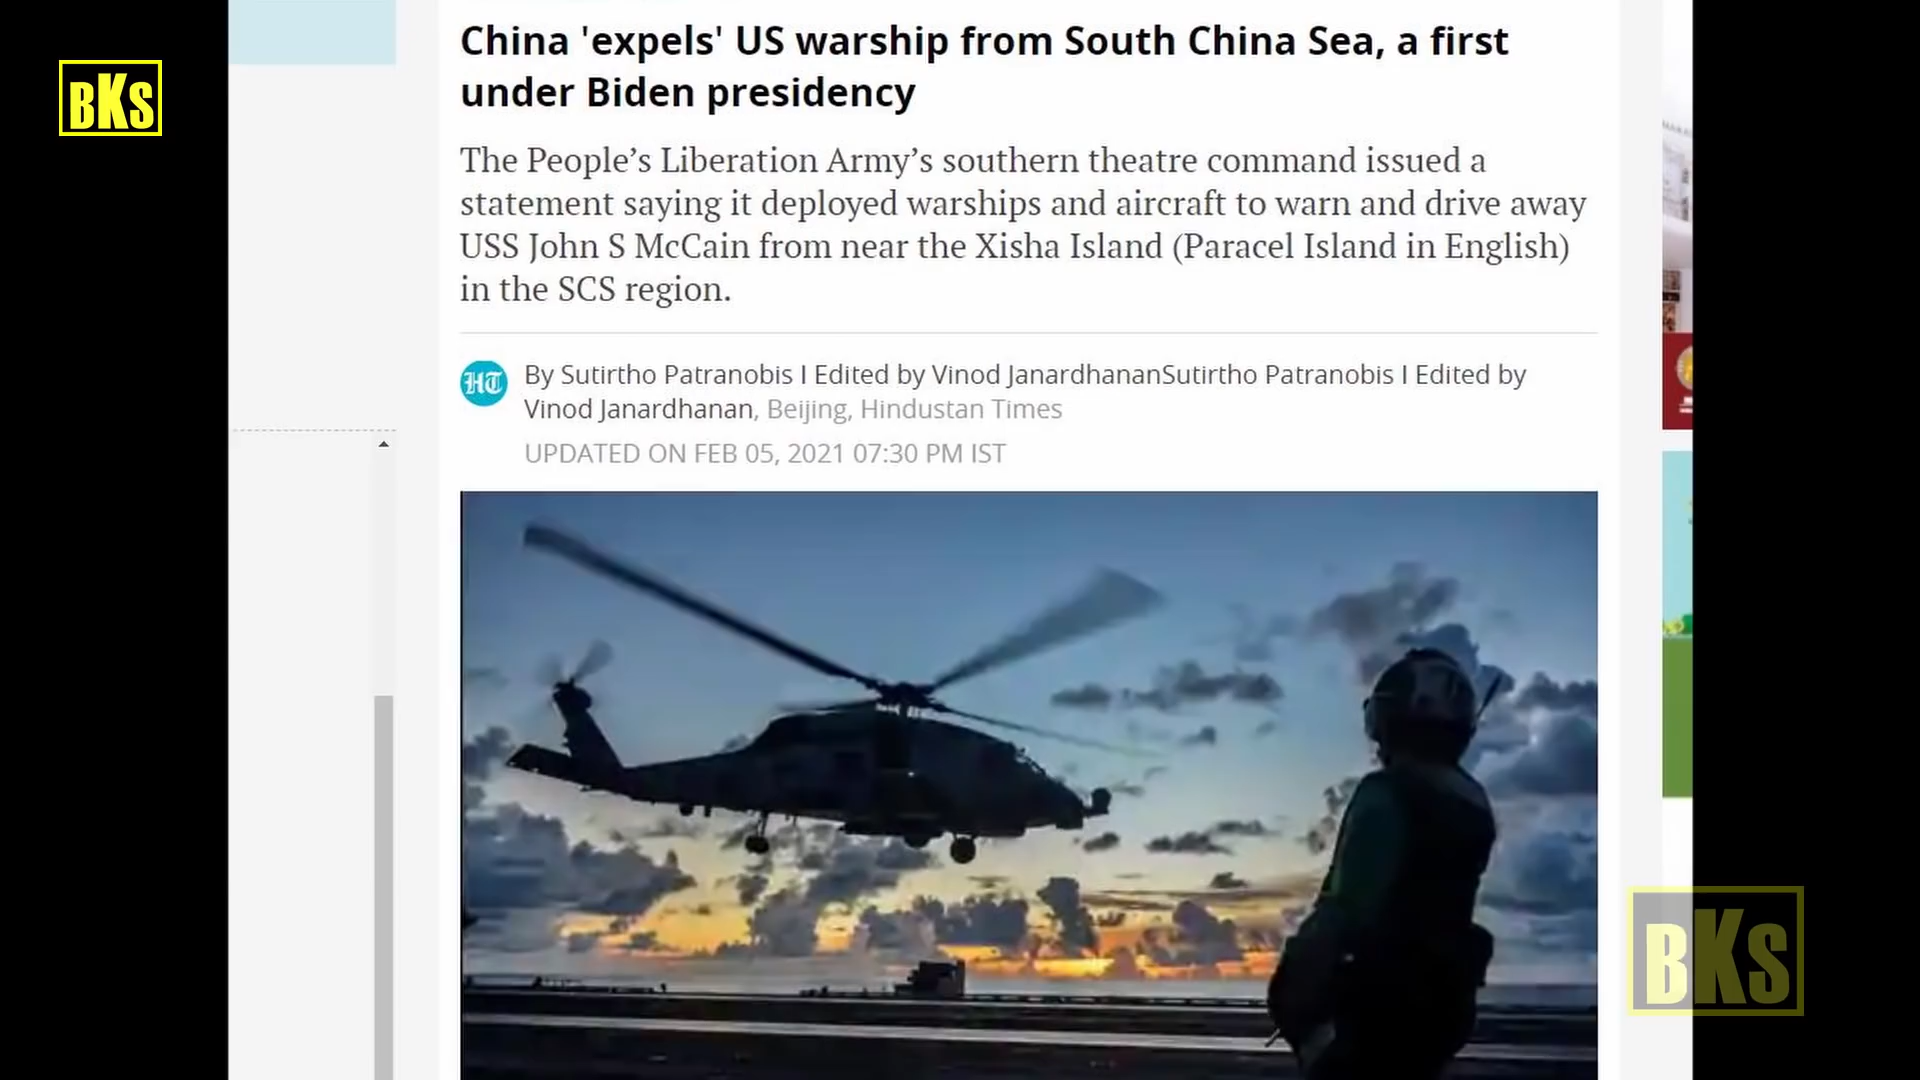 China 'expels' US warship from South China Sea, a first
under Biden presidency
BKS
The People’s Liberation Army’s southern theatre command issued a
statement saying it deployed warships and aircraft to warn and drive away
USS John S McCain from near the Xisha Island (Paracel Island in English)
in the SCS region.
HT
By Sutirtho Patranobis I Edited by Vinod JanardhananSutirtho Patranobis I Edited by
Vinod Janardhanan, Beijing, Hindustan Times
UPDATED ON FEB 05, 2021 07:30 PM IST
BKS